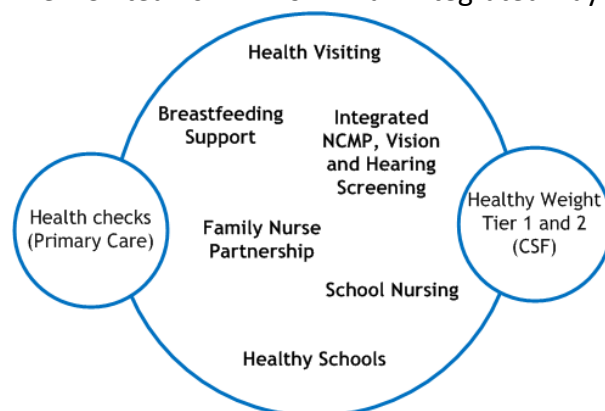 Health Visiting
Breastfeeding
Support
Integrated
NCMP, Vision
and Hearing
Screening
Health checks
(Primary Care)
Family Nurse
Partnership
Healthy Weight
Tier 1 and 2
(CSF)
School Nursing
Healthy Schools